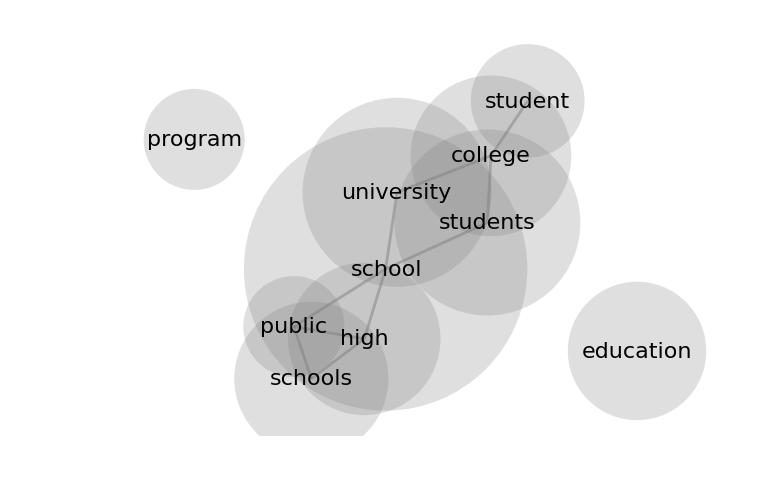 student
program
college
university
students
school
public
high
education
schools